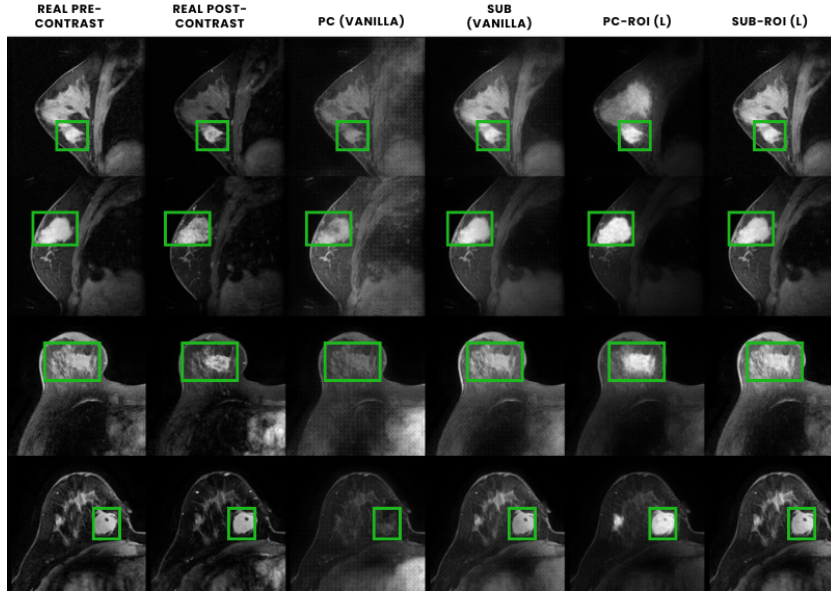 REAL PRE-
CONTRAST
REAL POST-
CONTRAST
PC (VANILLA)
SUB
(VANILLA)
PC-ROI (L)
SUB-ROI (L)